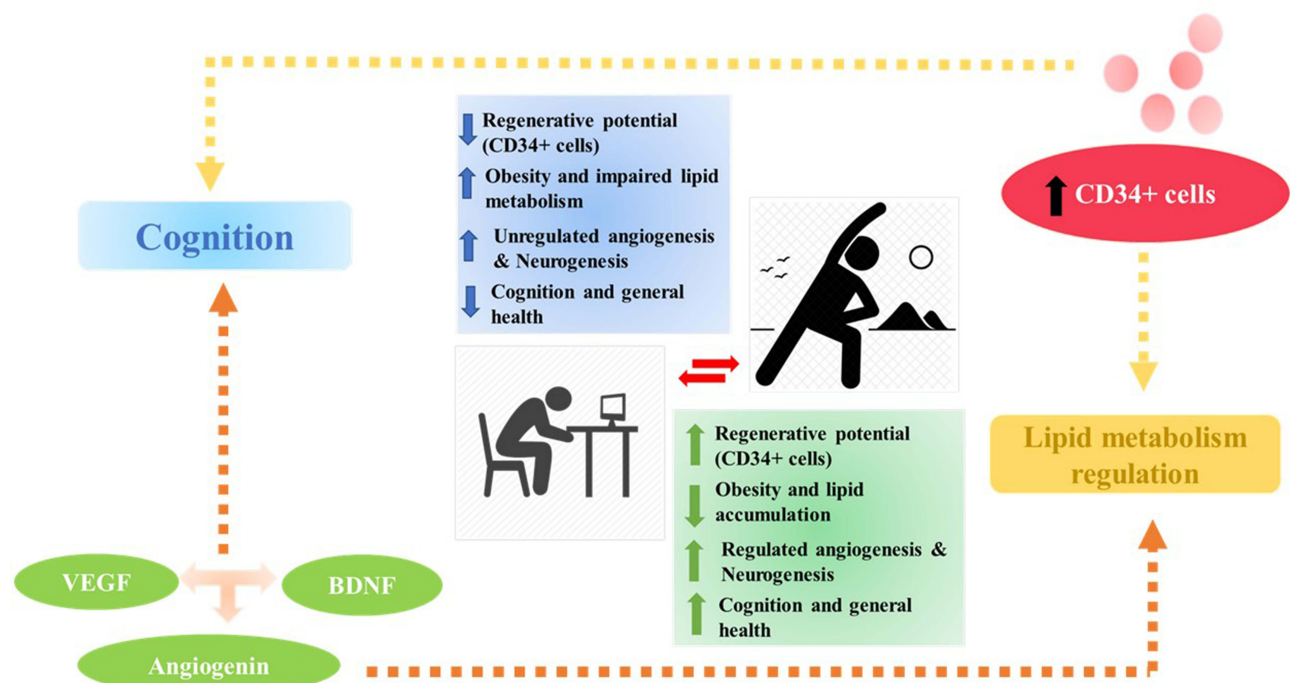 Regenerative potential
(CD34+ cells)
Obesity and impaired lipid
metabolism
Unregulated angiogenesis
& Neurogenesis
Cognition and general
health
CD34+ cells
Cognition
Regenerative potential
(CD34+ cells)
Obesity and lipid
accumulation
Regulated angiogenesis &
Neurogenesis
Cognition and general
health
Lipid metabolism
regulation
VEGF
BDNF
Angiogenin